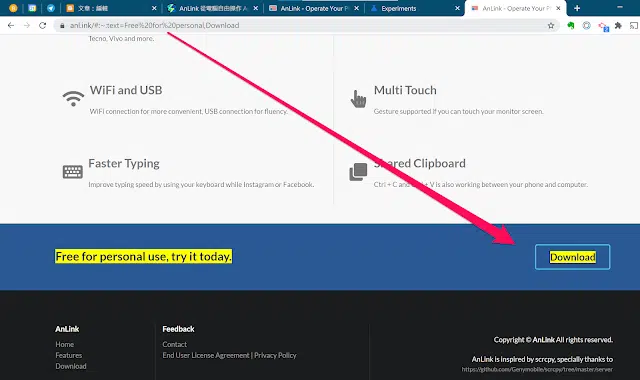 文章：編輯
AnLink 從電腦自由操作
AnLink - Operate Your P
Experiments
AnLink - Operate Your P
anl.ink/#:~:text=Free%20for%20personal,Download
Tecno, Vivo and more.
WiFi and USB
WiFi connection for more convenient, USB connection for fluency.
Multi Touch
Gesture supported if you can touch your monitor screen.
Faster Typing
Improve typing speed by using your keyboard while Instagram or Facebook.
Shared Clipboard
Ctrl + C and Ctrl + V is also working between your phone and computer.
Free for personal use, try it today.
Download
AnLink
Home
Features
Download
Feedback
Contact
End User License Agreement | Privacy Policy
Copyright © AnLink All rights reserved.
AnLink is inspired by scrcpy, specially thanks to
https://github.com/Genymobile/scrcpy/tree/master/server